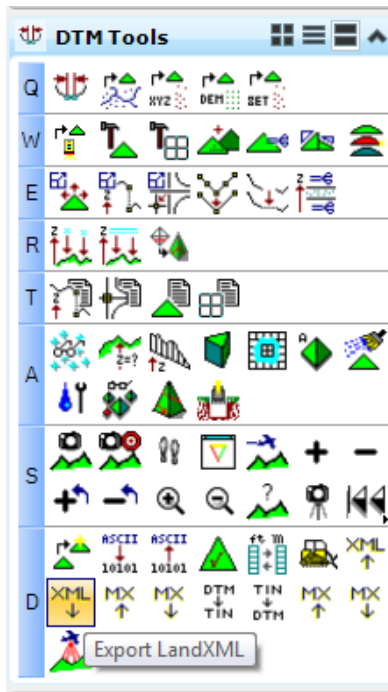 DTM Tools
Q XYZ DEM SET
W
E z z
R z z
T z
A z=? z A
S ?
D ASCII 10101 ASCII 10101 ft m XML
XML MX MX DTM TIN TIN DTM MX MX
Export LandXML